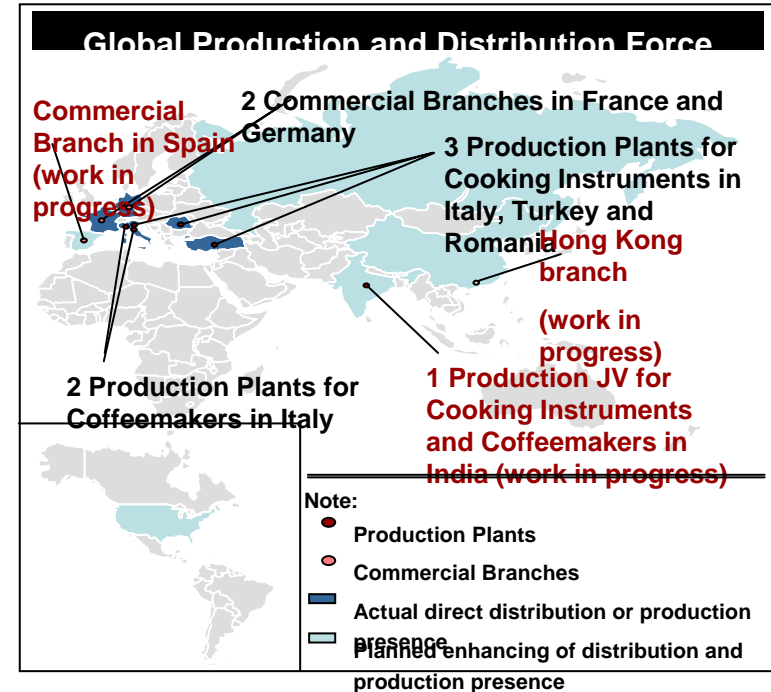 Global Production and Distribution Force
Commercial
Branch in Spain
(work in
progress)
2 Commercial Branches in France and
Germany
3 Production Plants for
Cooking Instruments in
Italy, Turkey and
Romania
Hong Kong
branch
(work in
progress)
2 Production Plants for
Coffeemakers in Italy
1 Production JV for
Cooking Instruments
and Coffeemakers in
India (work in progress)
Note:
Production Plants
Commercial Branches
Actual direct distribution or production
presence
Planned enhancing of distribution and
production presence